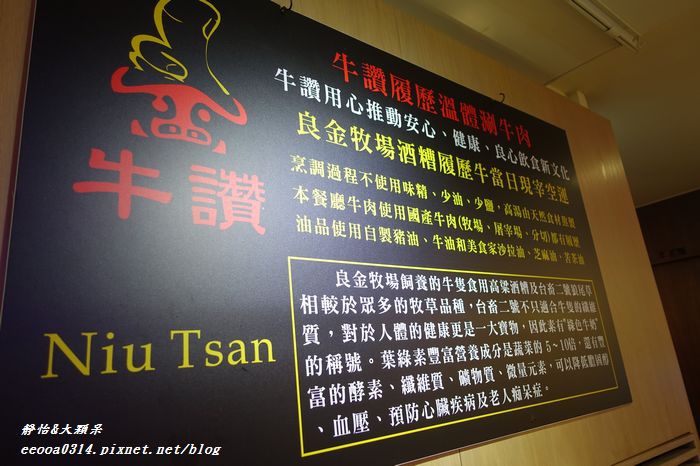 牛讚
Niu Tsan
牛讚履歷溫體涮牛肉
牛讚用心推動安心、健康、良心飲食新文化
良金牧場酒糟履歷牛當日現宰空運
烹調過程不使用味精、少油、少鹽,高湯由天然食材熬製
本餐廳牛肉使用國產牛肉(牧場、屠宰場、分切)都有履歷
油品使用自製豬油、牛油和美食家沙拉油、芝麻油、苦茶油
良金牧場飼養的牛隻食用高粱酒糟及台畜二號狼尾草
相較於眾多的牧草品種,台畜二號不只適合牛隻的纖維
質,對於人體的健康更是一大寶物,因此素有"綠色牛奶"
的稱號。葉綠素豐富營養成分是蔬菜的5~10倍,還有豐
富的酵素、纖維質、礦物質、微量元素,可以降低膽固醇
、血壓、預防心臟疾病及老人痴呆症。
靜怡&大顆呆
eeooa0314.pixnet.net/blog